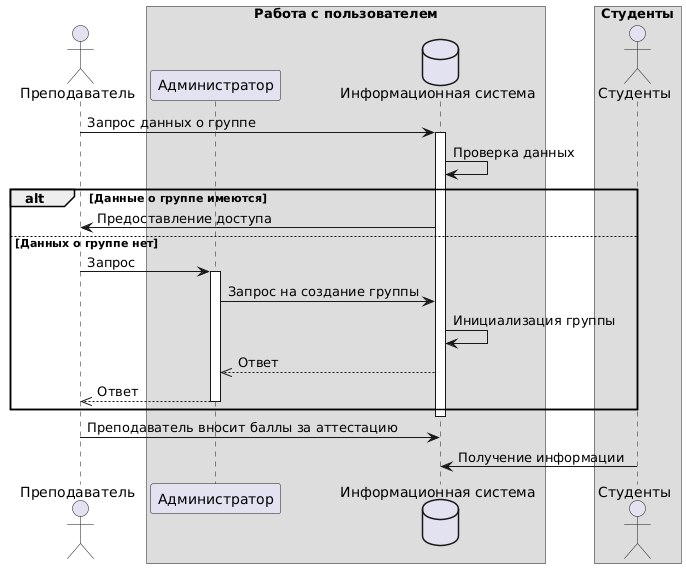 Работа с пользователем
Студенты
Преподаватель
Администратор
Информационная система
Студенты
Запрос данных о группе
Проверка данных
alt
[Данные о группе имеются]
Предоставление доступа
[Данных о группе нет]
Запрос
Запрос на создание группы
Инициализация группы
Ответ
Ответ
Преподаватель вносит баллы за аттестацию
Получение информации
Преподаватель
Администратор
Информационная система
Студенты